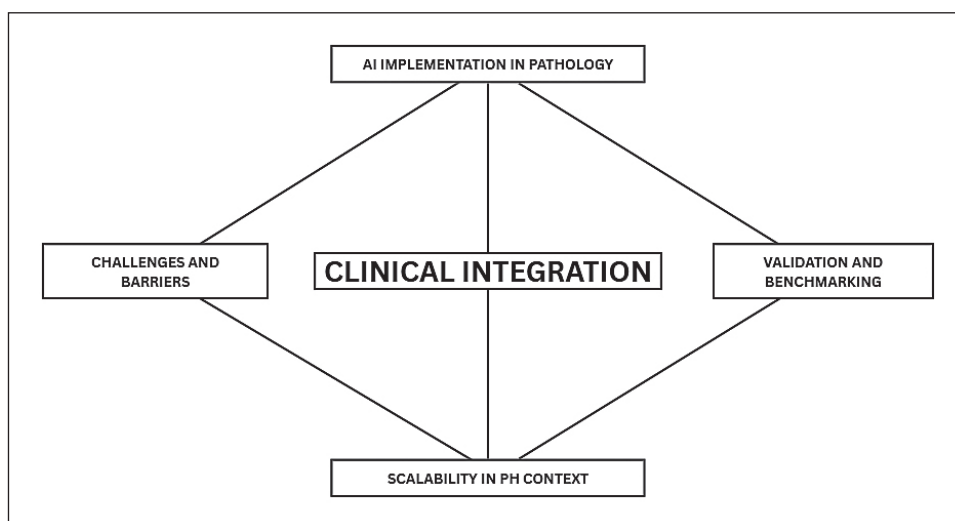 AI IMPLEMENTATION IN PATHOLOGY
CHALLENGES AND
BARRIERS
CLINICAL INTEGRATION
VALIDATION AND
BENCHMARKING
SCALABILITY IN PH CONTEXT